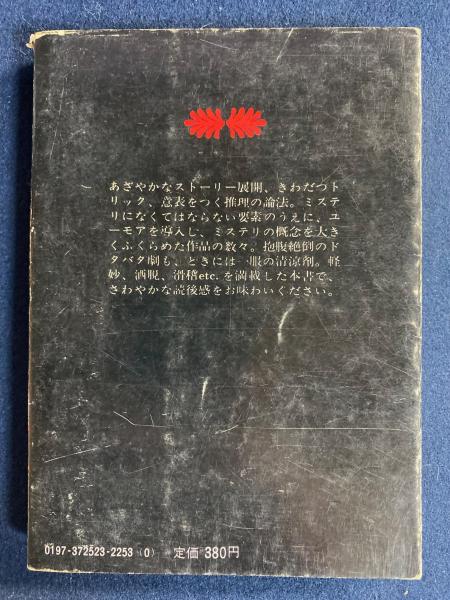 あざやかなストーリー展開、きわだつト
リック、意表をつく推理の論法。ミステ
リになくてはならない要素のうえに、ユ
ーモアを導入し、ミステリの概念を大き
くふくらめた作品の数々。抱腹絶倒のド
タバタ劇も、ときには一服の清涼剤。軽
妙、洒脱、滑稽etc.を満載した本書で、
さわやかな読後感をお味わいください。
0197-372523-2253(0) 定価380円